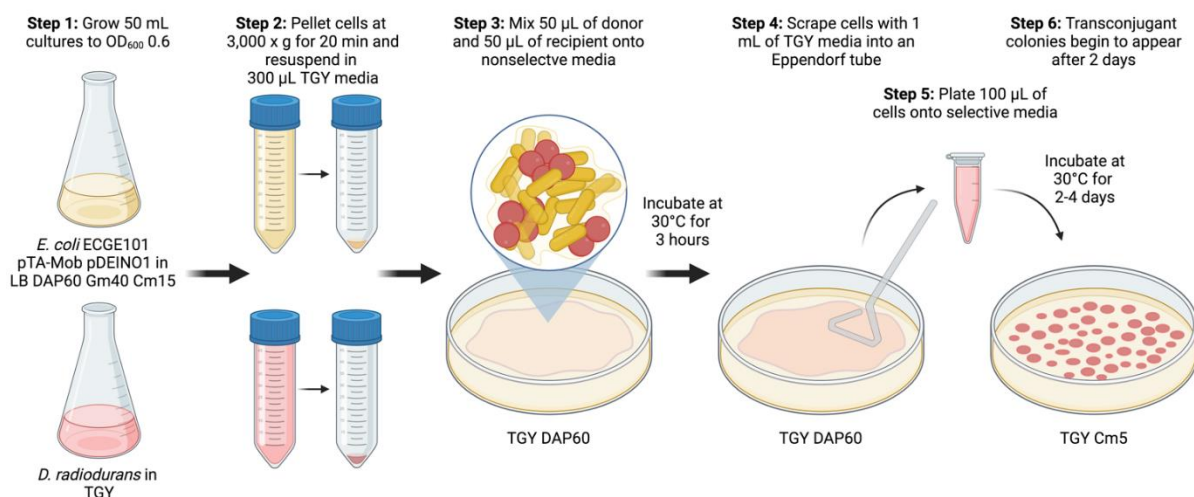 Step 1: Grow 50 mL
cultures to OD₆₀₀ 0.6
Step 2: Pellet cells at
3,000 x g for 20 min and
resuspend in
300 µL TGY media
Step 3: Mix 50 µL of donor
and 50 µL of recipient onto
nonselectve media
Step 4: Scrape cells with 1
mL of TGY media into an
Eppendorf tube
Step 5: Plate 100 µL of
cells onto selective media
Step 6: Transconjugant
colonies begin to appear
after 2 days
E. coli ECGE101
pTA-Mob pDEINO1 in
LB DAP60 Gm40 Cm15
D. radiodurans in
TGY
Incubate at
30°C for
3 hours
Incubate at
30°C for
2-4 days
TGY DAP60
TGY DAP60
TGY Cm5